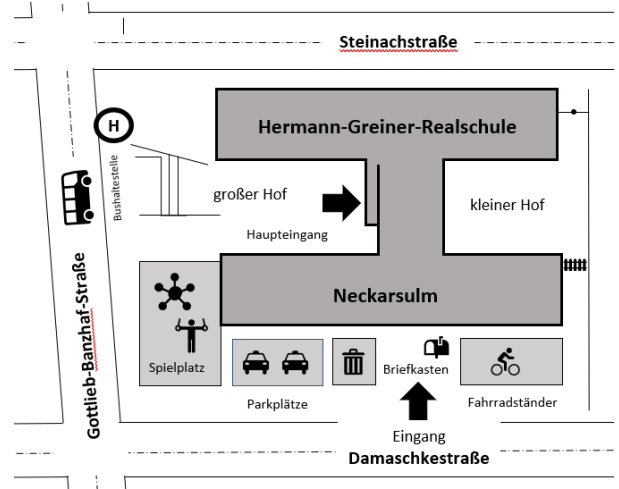 Steinachstraße
H
Hermann-Greiner-Realschule
Bushaltestelle
großer Hof
kleiner Hof
Haupteingang
Gottlieb-Banzhaf-Straße
Neckarsulm
Spielplatz
Briefkasten
Parkplätze
Fahrradständer
Eingang
Damaschkestraße